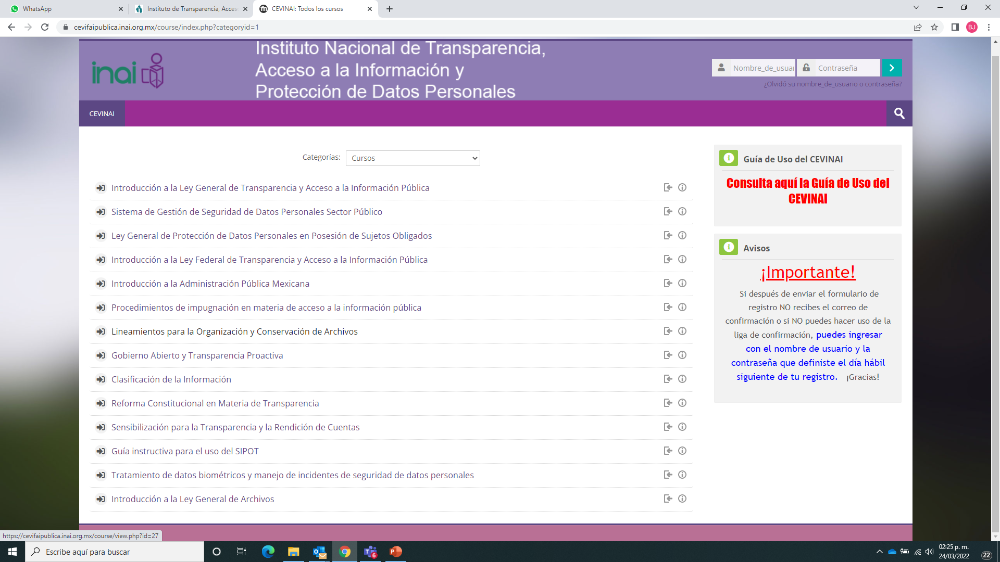 WhatsApp
Instituto de Transparencia, Acces
CEVINAI: Todos los cursos
cevifaipublica.inai.org.mx/course/index.php?categoryid=1
BJ
inai
Instituto Nacional de Transparencia,
Acceso a la Información y
Protección de Datos Personales
Nombre_de_usuar
Contraseña
¿Olvidó su nombre_de_usuario o contraseña?
CEVINAI
Categorías:
Cursos
Introducción a la Ley General de Transparencia y Acceso a la Información Pública
Sistema de Gestión de Seguridad de Datos Personales Sector Público
Ley General de Protección de Datos Personales en Posesión de Sujetos Obligados
Introducción a la Ley Federal de Transparencia y Acceso a la Información Pública
Introducción a la Administración Pública Mexicana
Procedimientos de impugnación en materia de acceso a la información pública
Lineamientos para la Organización y Conservación de Archivos
Gobierno Abierto y Transparencia Proactiva
Clasificación de la Información
Reforma Constitucional en Materia de Transparencia
Sensibilización para la Transparencia y la Rendición de Cuentas
Guía instructiva para el uso del SIPOT
Tratamiento de datos biométricos y manejo de incidentes de seguridad de datos personales
Introducción a la Ley General de Archivos
Guía de Uso del CEVINAI
Consulta aquí la Guía de Uso del
CEVINAI
Avisos
¡Importante!
Si después de enviar el formulario de
registro NO recibes el correo de
confirmación o si NO puedes hacer uso de la
liga de confirmación, puedes ingresar
con el nombre de usuario y la
contraseña que definiste el día hábil
siguiente de tu registro. ¡Gracias!
https://cevifaipublica.inai.org.mx/course/view.php?id=27
Escribe aquí para buscar
6
02:25 p. m.
24/03/2022
22